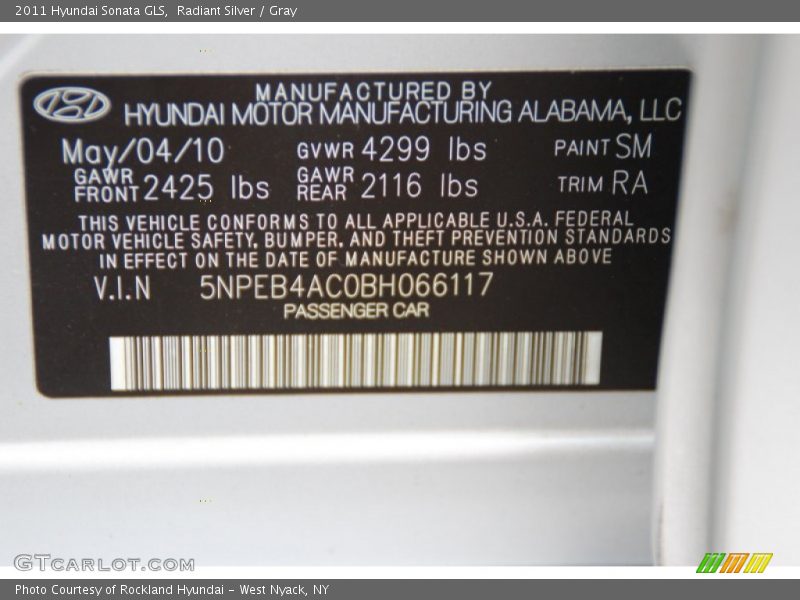 2011 Hyundai Sonata GLS, Radiant Silver / Gray
MANUFACTURED BY
HYUNDAI MOTOR MANUFACTURING ALABAMA, LLC
May/04/10 GVWR 4299 lbs PAINT SM
GAWR FRONT 2425 lbs GAWR REAR 2116 lbs TRIM RA
THIS VEHICLE CONFORMS TO ALL APPLICABLE U.S.A. FEDERAL
MOTOR VEHICLE SAFETY, BUMPER, AND THEFT PREVENTION STANDARDS
IN EFFECT ON THE DATE OF MANUFACTURE SHOWN ABOVE
V.I.N 5NPEB4AC0BH066117
PASSENGER CAR
GTCARLOT.COM
Photo Courtesy of Rockland Hyundai - West Nyack, NY